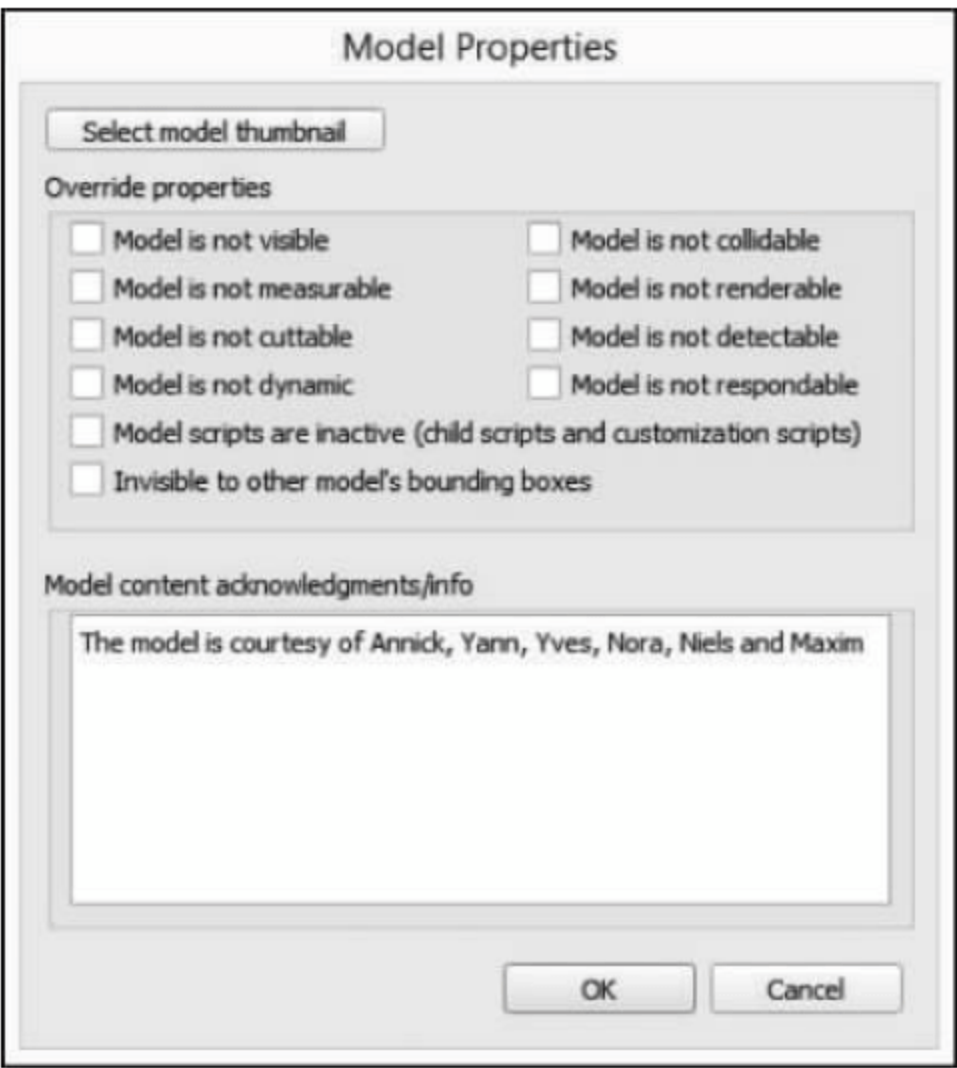 Model Properties
Select model thumbnail
Override properties
Model is not visible
Model is not collidable
Model is not measurable
Model is not renderable
Model is not cuttable
Model is not detectable
Model is not dynamic
Model is not respondable
Model scripts are inactive (child scripts and customization scripts)
Invisible to other model's bounding boxes
Model content acknowledgments/info
The model is courtesy of Annick, Yann, Yves, Nora, Niels and Maxim
OK
Cancel